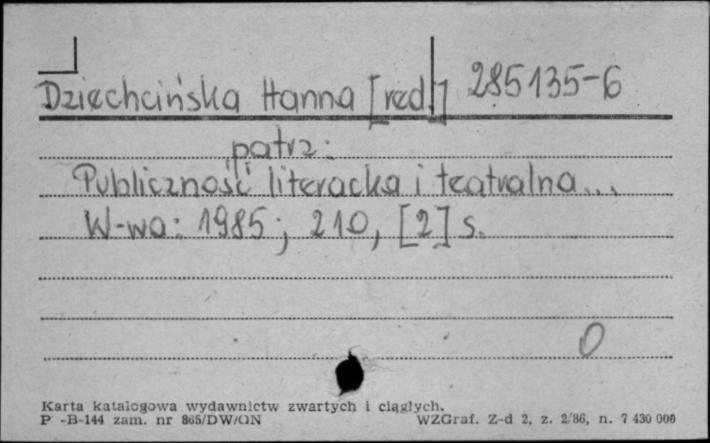 Dziechcińska Hanna [red.] 285135-6
patrz:
Publiczność literacka i teatralna...
W-wa: 1985; 210, [2] s.
0
Karta katalogowa wydawnictw zwartych i ciągłych.
P -B-144 zam. nr 865/DW/ON WZGraf. Z-d 2, z. 2/86, n. 7 430 000